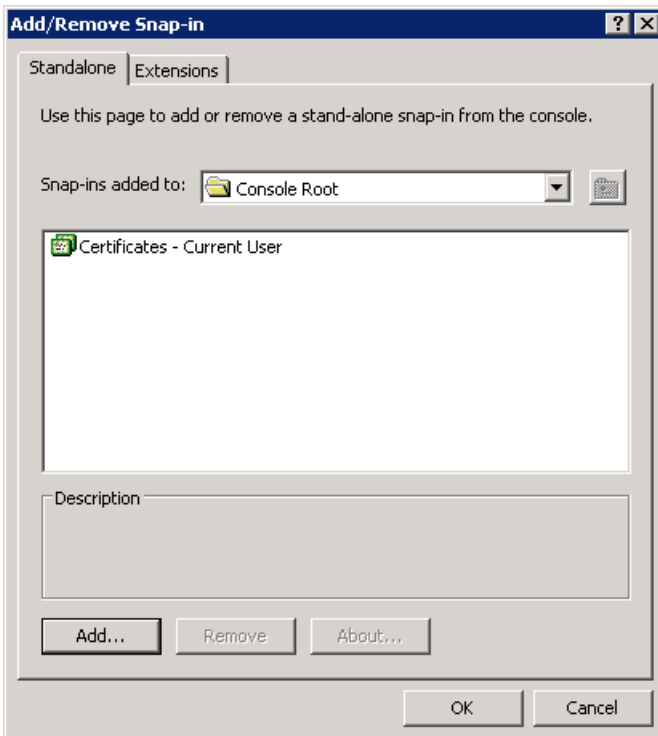 Add/Remove Snap-in
Standalone
Extensions
Use this page to add or remove a stand-alone snap-in from the console.
Snap-ins added to:
Console Root
Certificates - Current User
Description
Add...
Remove
About...
OK
Cancel